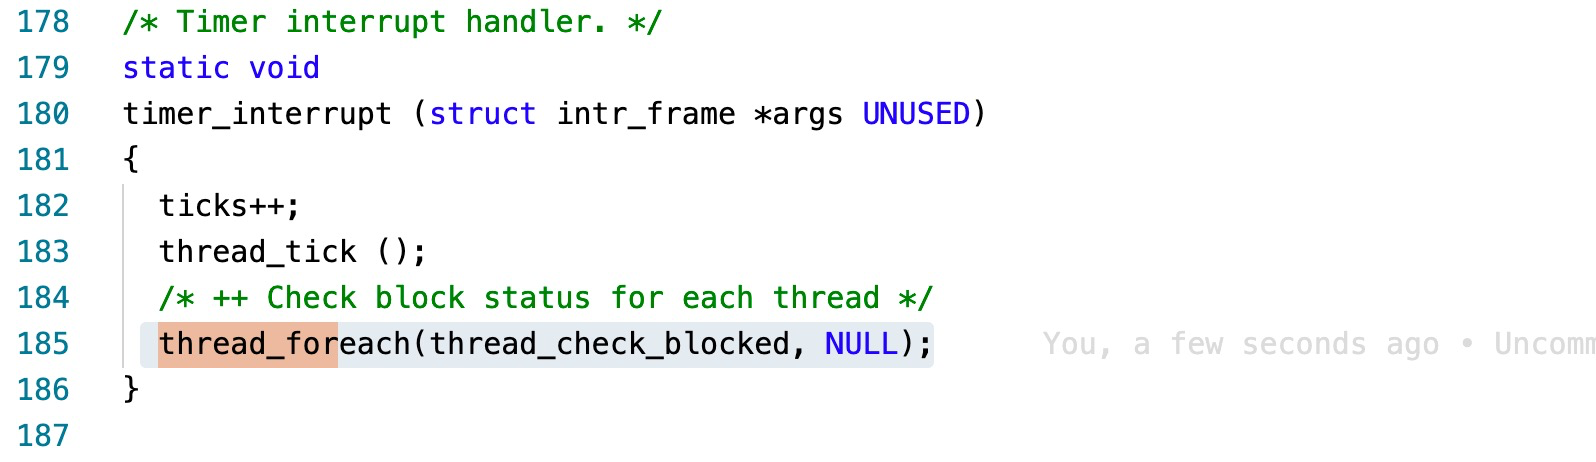 178 /* Timer interrupt handler. */
179 static void
180 timer_interrupt (struct intr_frame *args UNUSED)
181 {
182 ticks++;
183 thread_tick ();
184 /* ++ Check block status for each thread */
185 thread_foreach(thread_check_blocked, NULL); You, a few seconds ago • Uncomm
186 }
187